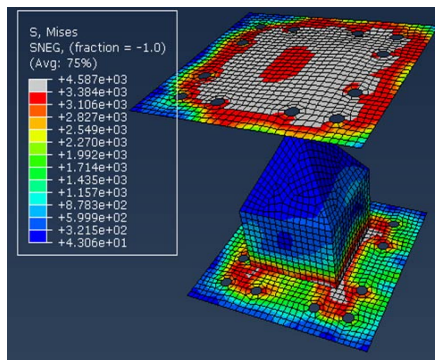 S, Mises
SNEG, (fraction = -1.0)
(Avg: 75%)
+4.587e+03
+3.384e+03
+3.106e+03
+2.827e+03
+2.549e+03
+2.270e+03
+1.992e+03
+1.714e+03
+1.435e+03
+1.157e+03
+8.783e+02
+5.999e+02
+3.215e+02
+4.306e+01